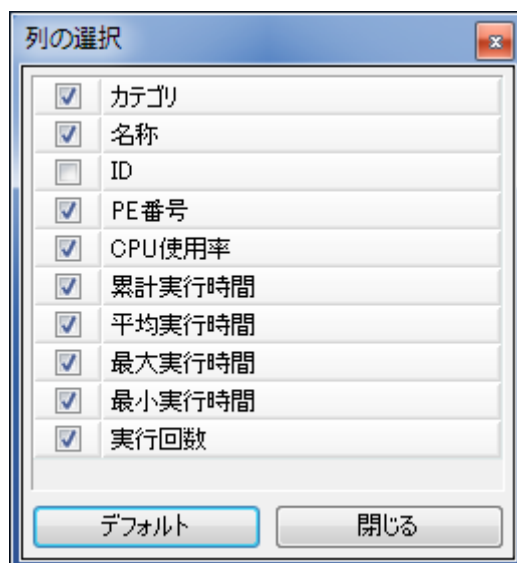 列の選択
カテゴリ
名称
ID
PE番号
CPU使用率
累計実行時間
平均実行時間
最大実行時間
最小実行時間
実行回数
デフォルト 閉じる